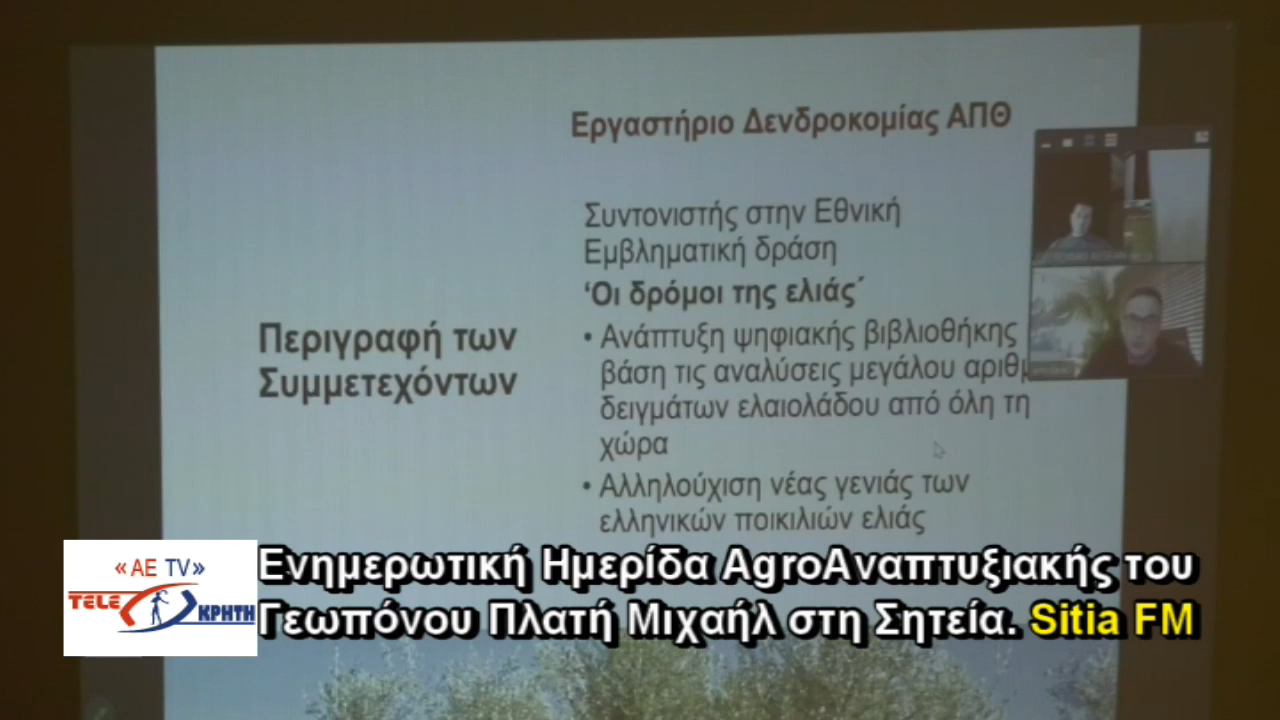 Εργαστήριο Δενδροκομίας ΑΠΘ
Συντονιστής στην Εθνική
Εμβληματική δράση
‘Οι δρόμοι της ελιάς΄
• Ανάπτυξη ψηφιακής βιβλιοθήκης
βάση τις αναλύσεις μεγάλου αριθμ
δειγμάτων ελαιολάδου από όλη τη
χώρα
• Αλληλούχιση νέας γενιάς των
ελληνικών ποικιλιών ελιάς
Περιγραφή των
Συμμετεχόντων
«AE TV»
TELE ΚΡΗΤΗ
Ενημερωτική Ημερίδα AgroΑναπτυξιακής του
Γεωπόνου Πλατή Μιχαήλ στη Σητεία. Sitia FM